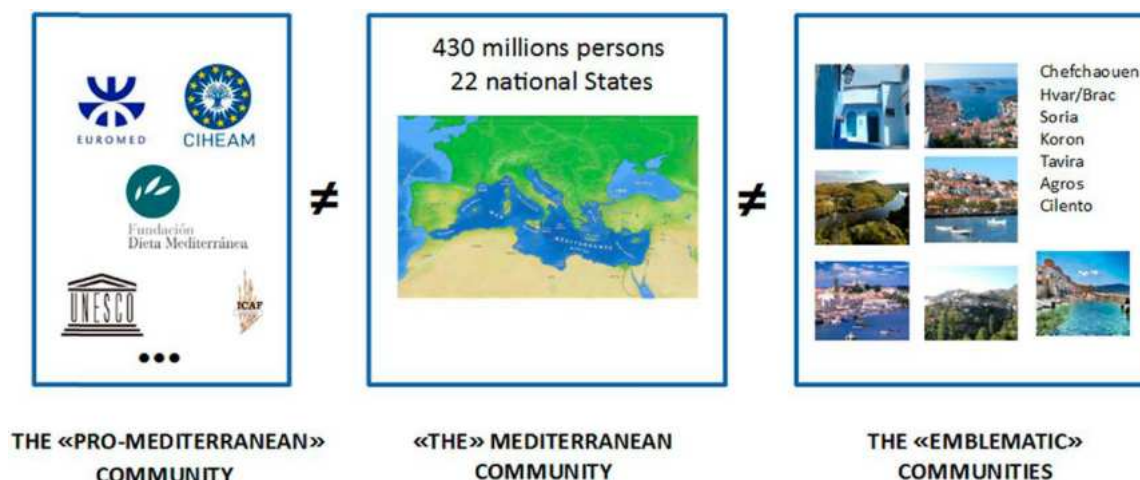 EUROMED
CIHEAM
Fundación
Dieta Mediterránea
UNESCO
ICAF
•••
≠
430 millions persons
22 national States
MEDITERRANEE
≠
Chefchaouen
Hvar/Brac
Soria
Koron
Tavira
Agros
Cilento
THE «PRO-MEDITERRANEAN»
COMMUNITY
«THE» MEDITERRANEAN
COMMUNITY
THE «EMBLEMATIC»
COMMUNITIES